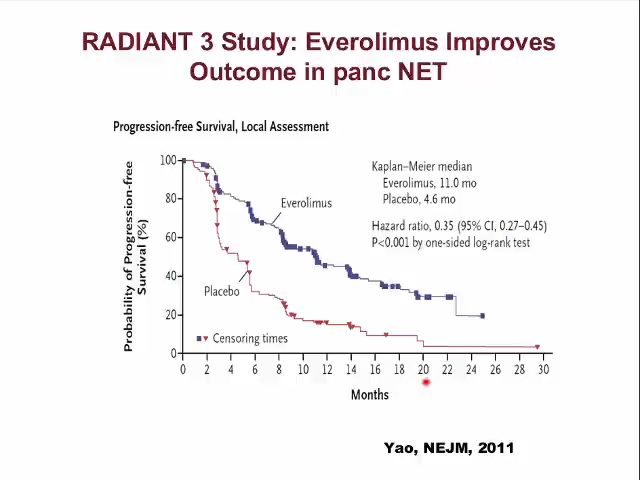 RADIANT 3 Study: Everolimus Improves
Outcome in panc NET
Progression-free Survival, Local Assessment
Probability of Progression-free
Survival (%)
100
80
60
40
20
0
Kaplan–Meier median
Everolimus, 11.0 mo
Placebo, 4.6 mo
Hazard ratio, 0.35 (95% CI, 0.27–0.45)
P<0.001 by one-sided log-rank test
Everolimus
Placebo
Censoring times
0 2 4 6 8 10 12 14 16 18 20 22 24 26 28 30
Months
Yao, NEJM, 2011